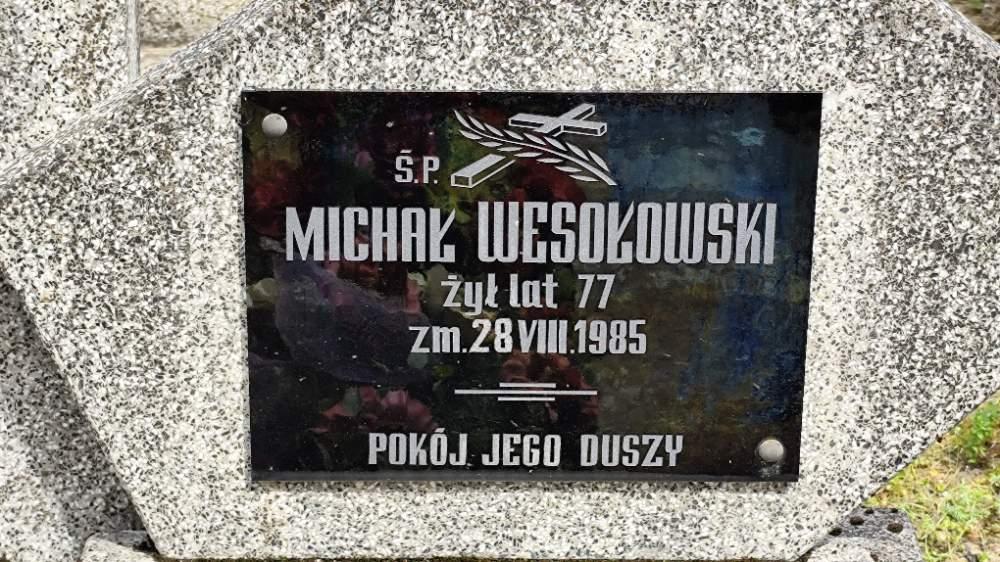 Ś.P.
MICHAŁ WESOŁOWSKI
żył lat 77
zm. 28 VIII. 1985
POKÓJ JEGO DUSZY